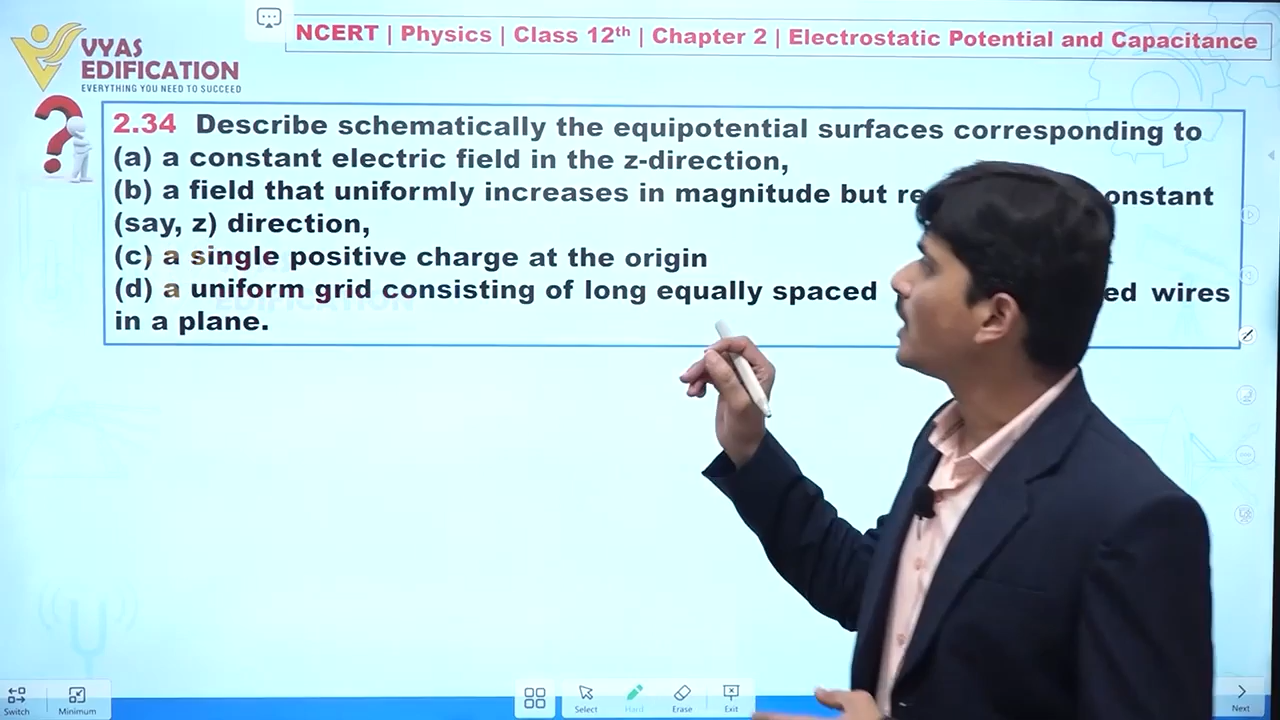 NCERT | Physics | Class 12th | Chapter 2 | Electrostatic Potential and Capacitance
VYAS
EDIFICATION
EVERYTHING YOU NEED TO SUCCEED
2.34 Describe schematically the equipotential surfaces corresponding to
(a) a constant electric field in the z-direction,
(b) a field that uniformly increases in magnitude but
(say, z) direction,
(c) a single positive charge at the origin
(d) a uniform grid consisting of long equally spaced wires
in a plane.
EDIFICATION
Switch
Minimum
Select
Hard
Erase
Exit
Next